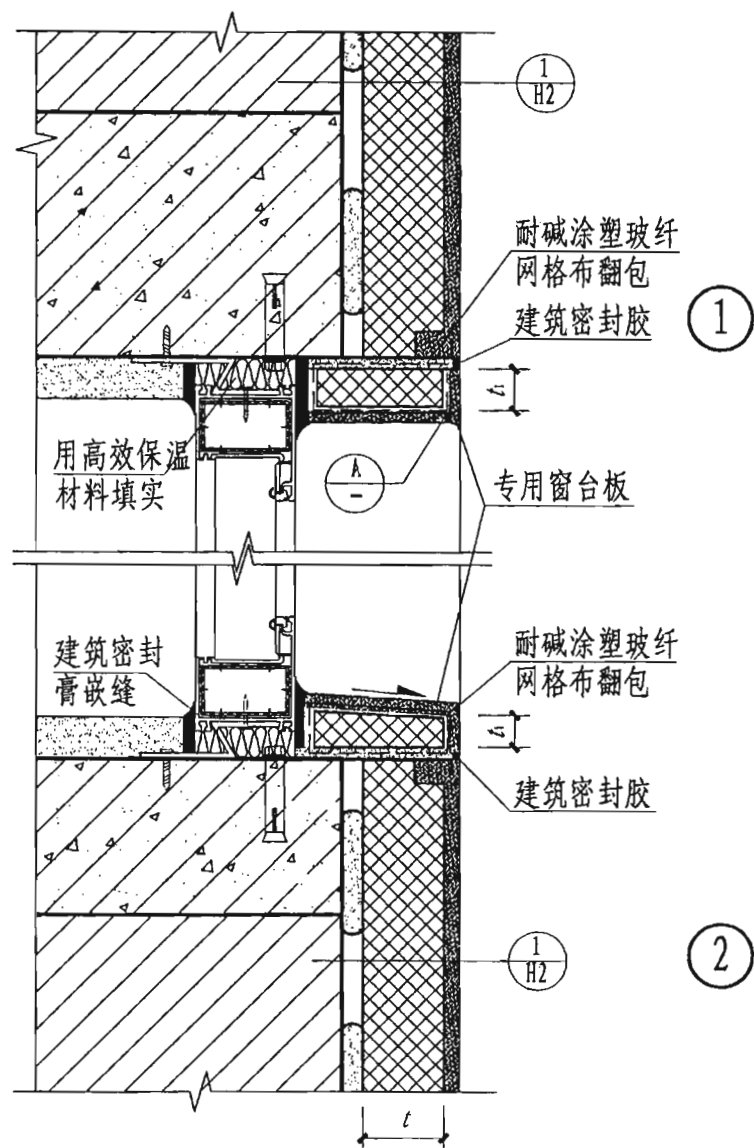 1
H2
耐碱涂塑玻纤
网格布翻包
建筑密封胶
1
t₁
用高效保温
材料填实
A
-
专用窗台板
建筑密封
膏嵌缝
耐碱涂塑玻纤
网格布翻包
t₁
建筑密封胶
1
H2
2
t